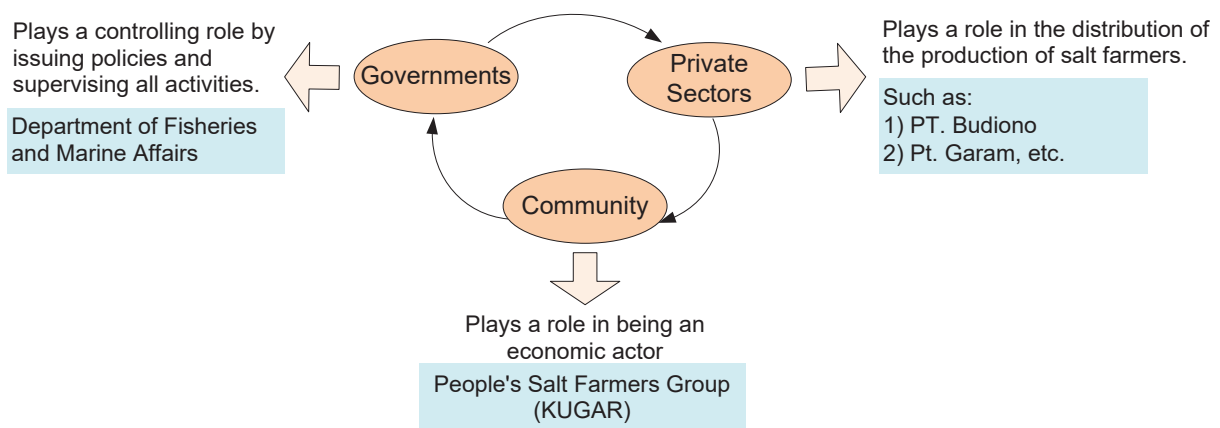 Plays a controlling role by
issuing policies and
supervising all activities.
Department of Fisheries
and Marine Affairs
Governments
Private
Sectors
Plays a role in the distribution of
the production of salt farmers.
Such as:
1) PT. Budiono
2) Pt. Garam, etc.
Community
Plays a role in being an
economic actor
People's Salt Farmers Group
(KUGAR)